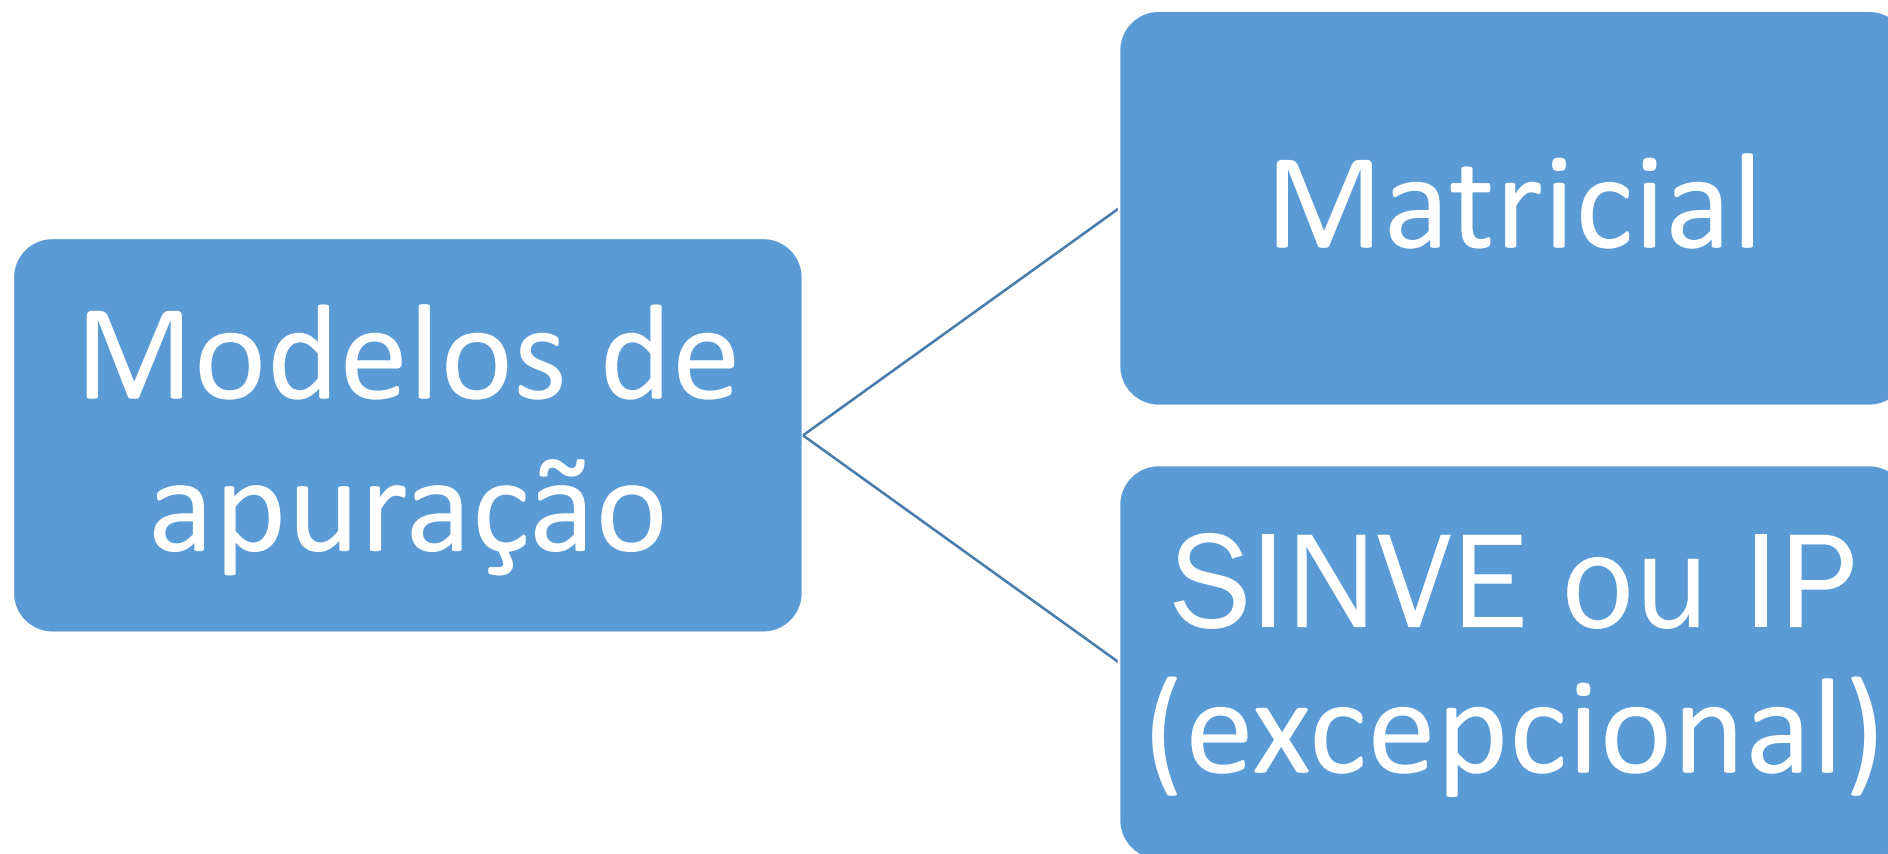 Modelos de
apuração
Matricial
SINVE ou IP
(excepcional)